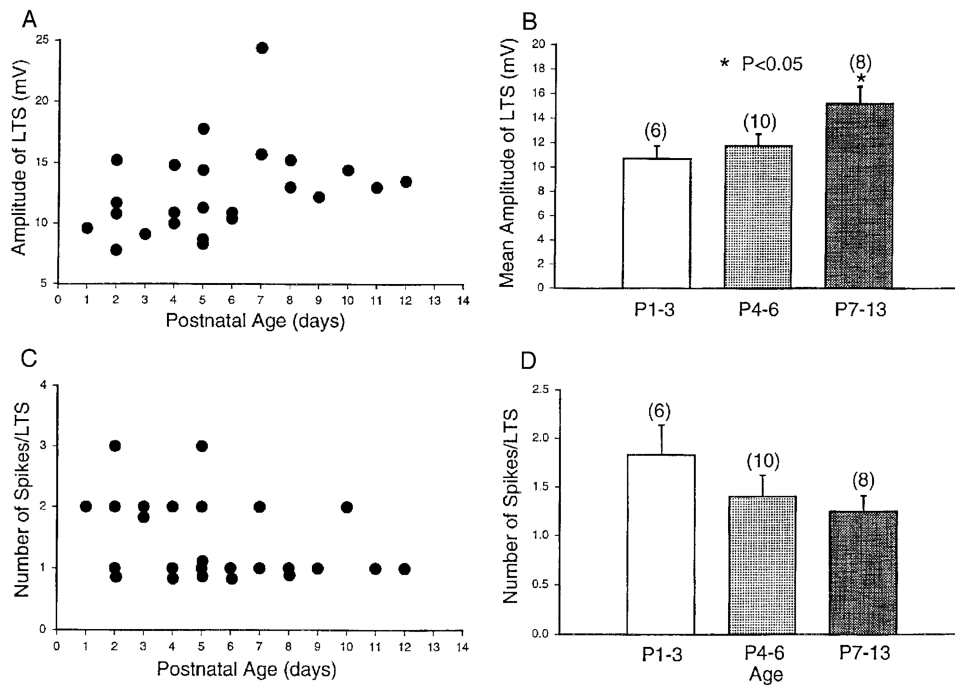 A
Amplitude of LTS (mV)
25
20
15
10
5
0 1 2 3 4 5 6 7 8 9 10 11 12 13 14
Postnatal Age (days)
B
Mean Amplitude of LTS (mV)
20
18
16
14
12
10
8
6
4
2
0
* P<0.05
(6)
(10)
(8)
*
P1-3 P4-6 P7-13
C
Number of Spikes/LTS
4
3
2
1
0
0 1 2 3 4 5 6 7 8 9 10 11 12 13 14
Postnatal Age (days)
D
Number of Spikes/LTS
2.5
2.0
1.5
1.0
0.5
0.0
(6)
(10)
(8)
P1-3 P4-6 P7-13
Age